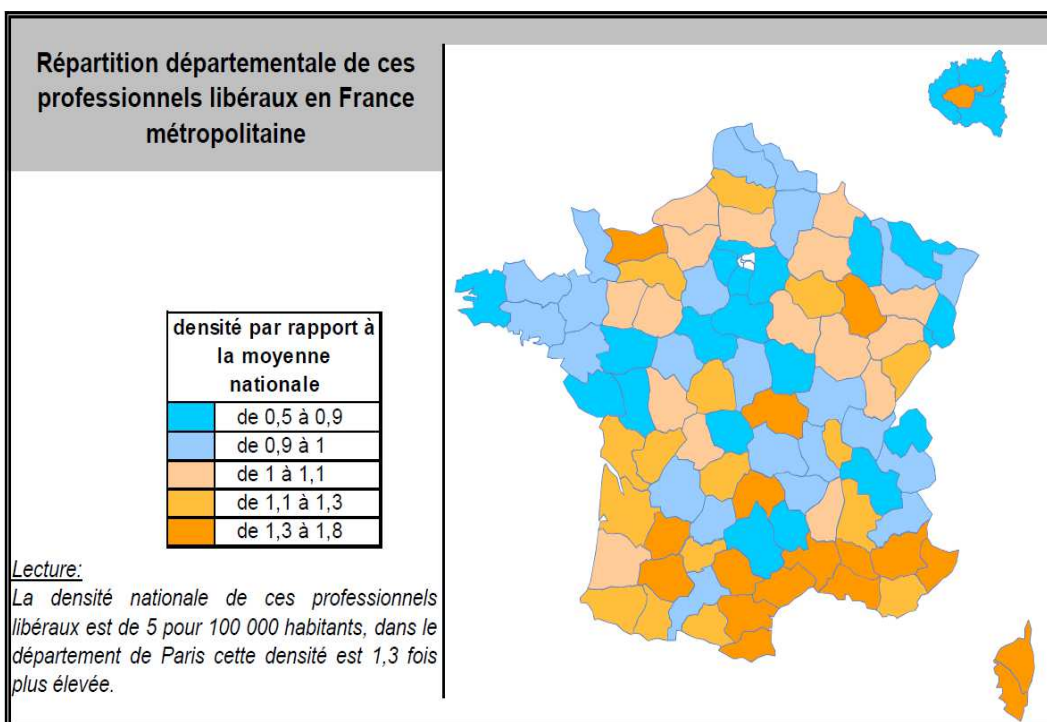 Répartition départementale de ces
professionnels libéraux en France
métropolitaine
densité par rapport à
la moyenne
nationale
de 0,5 à 0,9
de 0,9 à 1
de 1 à 1,1
de 1,1 à 1,3
de 1,3 à 1,8
Lecture:
La densité nationale de ces professionnels
libéraux est de 5 pour 100 000 habitants, dans le
département de Paris cette densité est 1,3 fois
plus élevée.